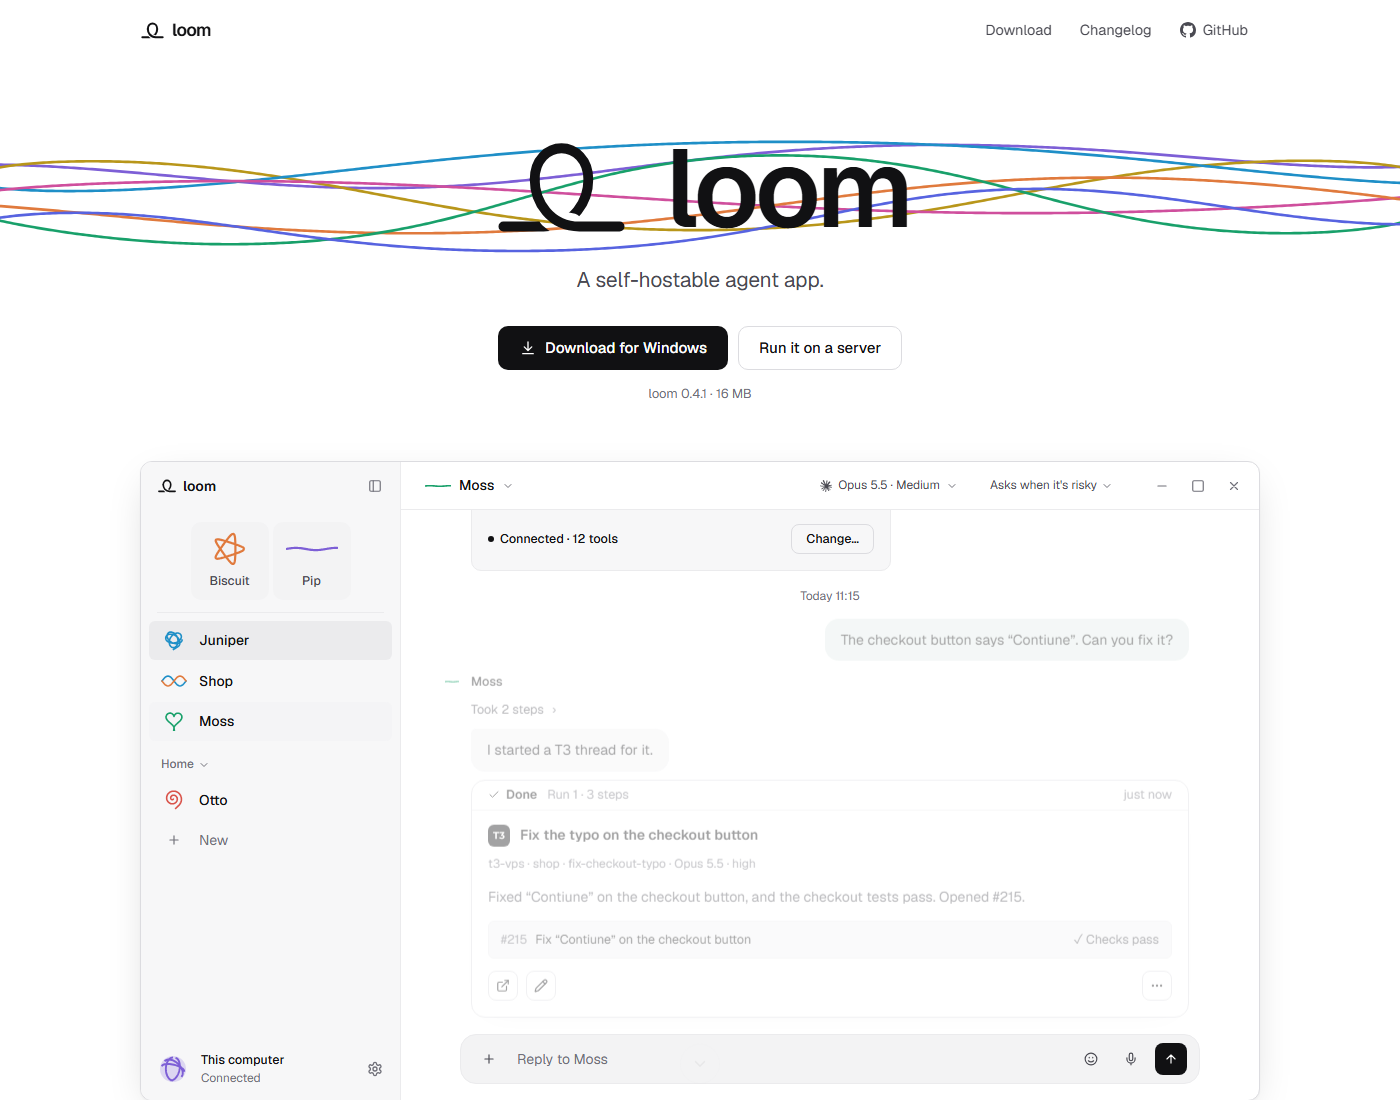 loom
Download Changelog GitHub
loom
A self-hostable agent app.
Download for Windows Run it on a server
loom 0.4.1 · 16 MB
loom
Biscuit Pip
Juniper
Shop
Moss
Home
Otto
New
This computer
Connected
Moss Opus 5.5 · Medium Asks when it's risky
Connected · 12 tools Change...
Today 11:15
The checkout button says “Contiune”. Can you fix it?
Moss
Took 2 steps
I started a T3 thread for it.
Done Run 1 · 3 steps just now
T3 Fix the typo on the checkout button
t3-vps · shop · fix-checkout-typo · Opus 5.5 · high
Fixed “Contiune” on the checkout button, and the checkout tests pass. Opened #215.
#215 Fix “Contiune” on the checkout button ✓ Checks pass
Reply to Moss